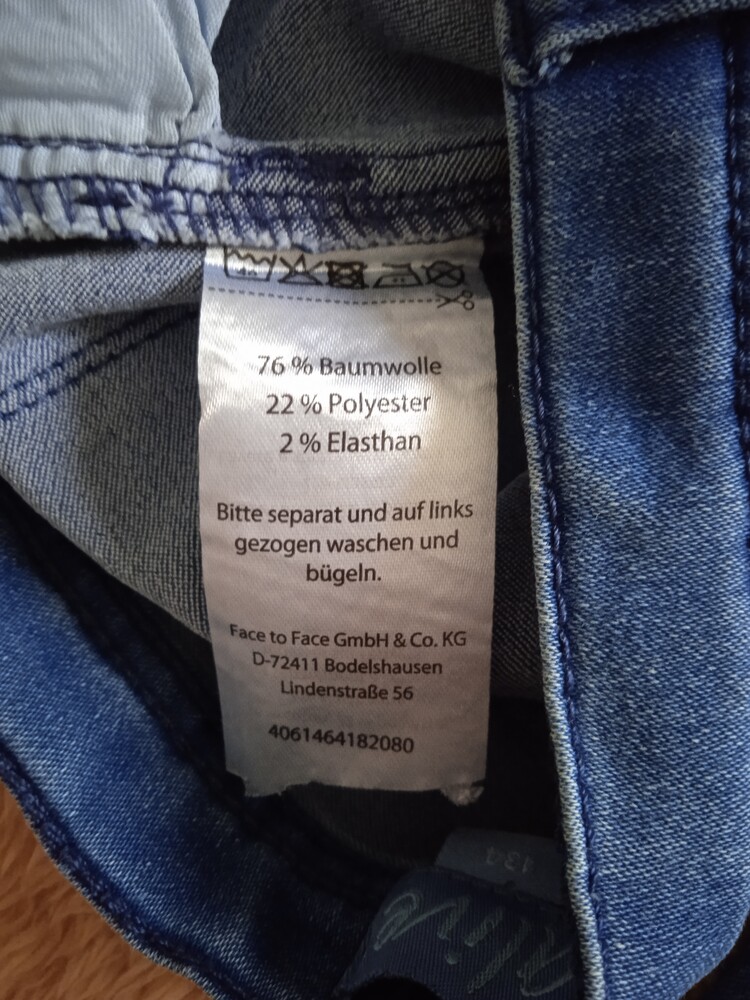 76 % Baumwolle
22 % Polyester
2 % Elasthan
Bitte separat und auf links
gezogen waschen und
bügeln.
Face to Face GmbH & Co. KG
D-72411 Bodelshausen
Lindenstraße 56
4061464182080
134
Alive